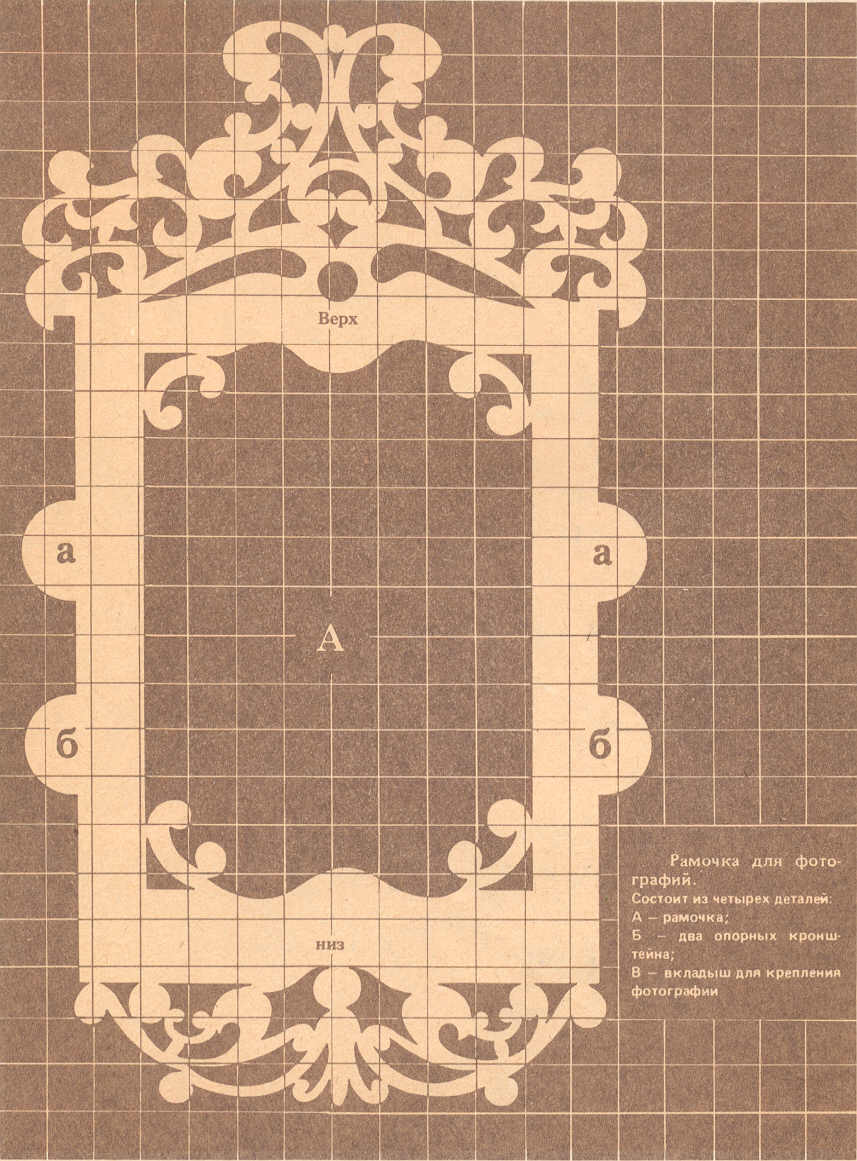 Верх
а а
А
б б
Рамочка для фото-
графий.
Состоит из четырех деталей:
А — рамочка;
Б — два опорных кронш-
тейна;
В — вкладыш для крепления
фотографии
низ